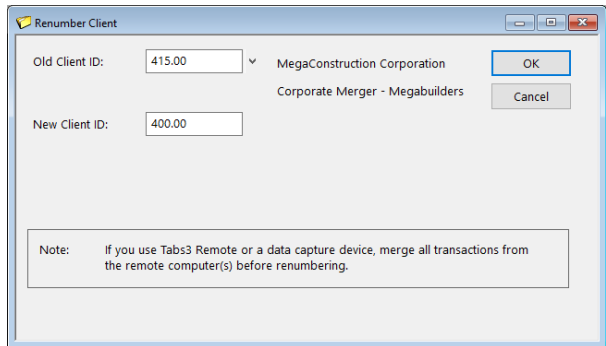 Renumber Client
Old Client ID: 415.00 MegaConstruction Corporation OK
Corporate Merger - Megabuilders Cancel
New Client ID: 400.00
Note: If you use Tabs3 Remote or a data capture device, merge all transactions from
the remote computer(s) before renumbering.